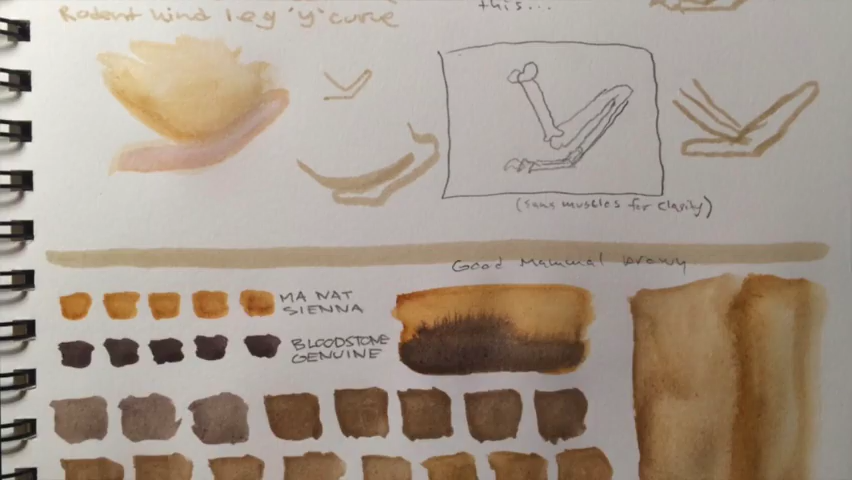 Rodent hind leg 'y' curve
this...
(sans muscles for clarity)
Good Mammal brown
MA NAT
SIENNA
BLOODSTONE
GENUINE